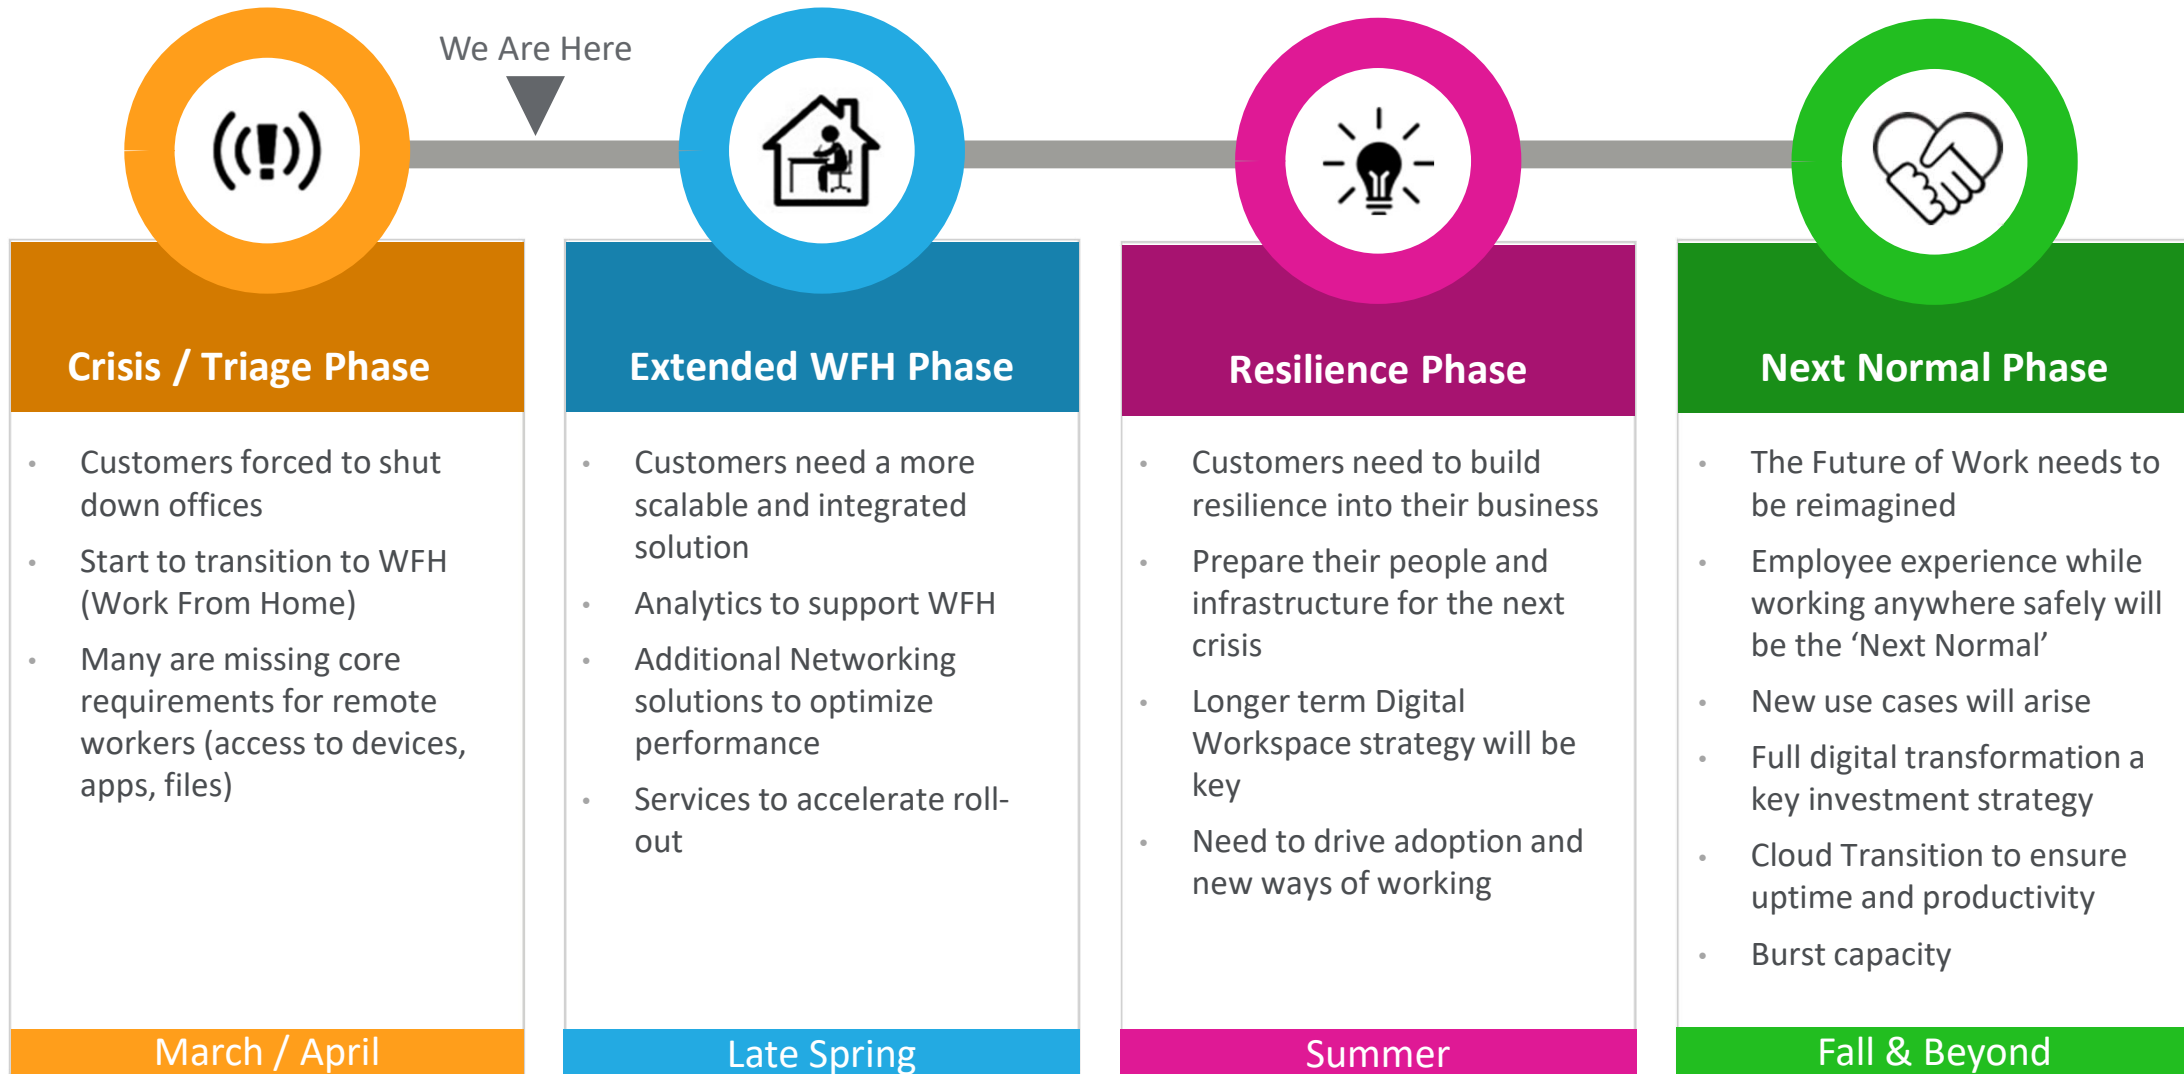 We Are Here
Crisis / Triage Phase
• Customers forced to shut
down offices
• Start to transition to WFH
(Work From Home)
• Many are missing core
requirements for remote
workers (access to devices,
apps, files)
March / April
Extended WFH Phase
• Customers need a more
scalable and integrated
solution
• Analytics to support WFH
• Additional Networking
solutions to optimize
performance
• Services to accelerate roll-
out
Late Spring
Resilience Phase
• Customers need to build
resilience into their business
• Prepare their people and
infrastructure for the next
crisis
• Longer term Digital
Workspace strategy will be
key
• Need to drive adoption and
new ways of working
Summer
Next Normal Phase
• The Future of Work needs to
be reimagined
• Employee experience while
working anywhere safely will
be the ‘Next Normal’
• New use cases will arise
• Full digital transformation a
key investment strategy
• Cloud Transition to ensure
uptime and productivity
• Burst capacity
Fall & Beyond